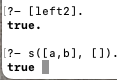 ?- [left2].
true.
?- s([a,b], []).
true